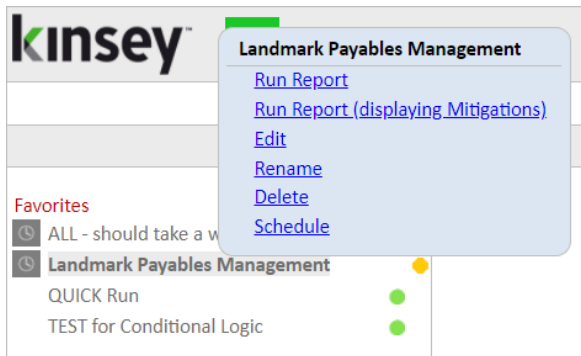 kinsey™
Landmark Payables Management
Run Report
Run Report (displaying Mitigations)
Edit
Rename
Delete
Schedule
Favorites
ALL - should take a
Landmark Payables Management
QUICK Run
TEST for Conditional Logic